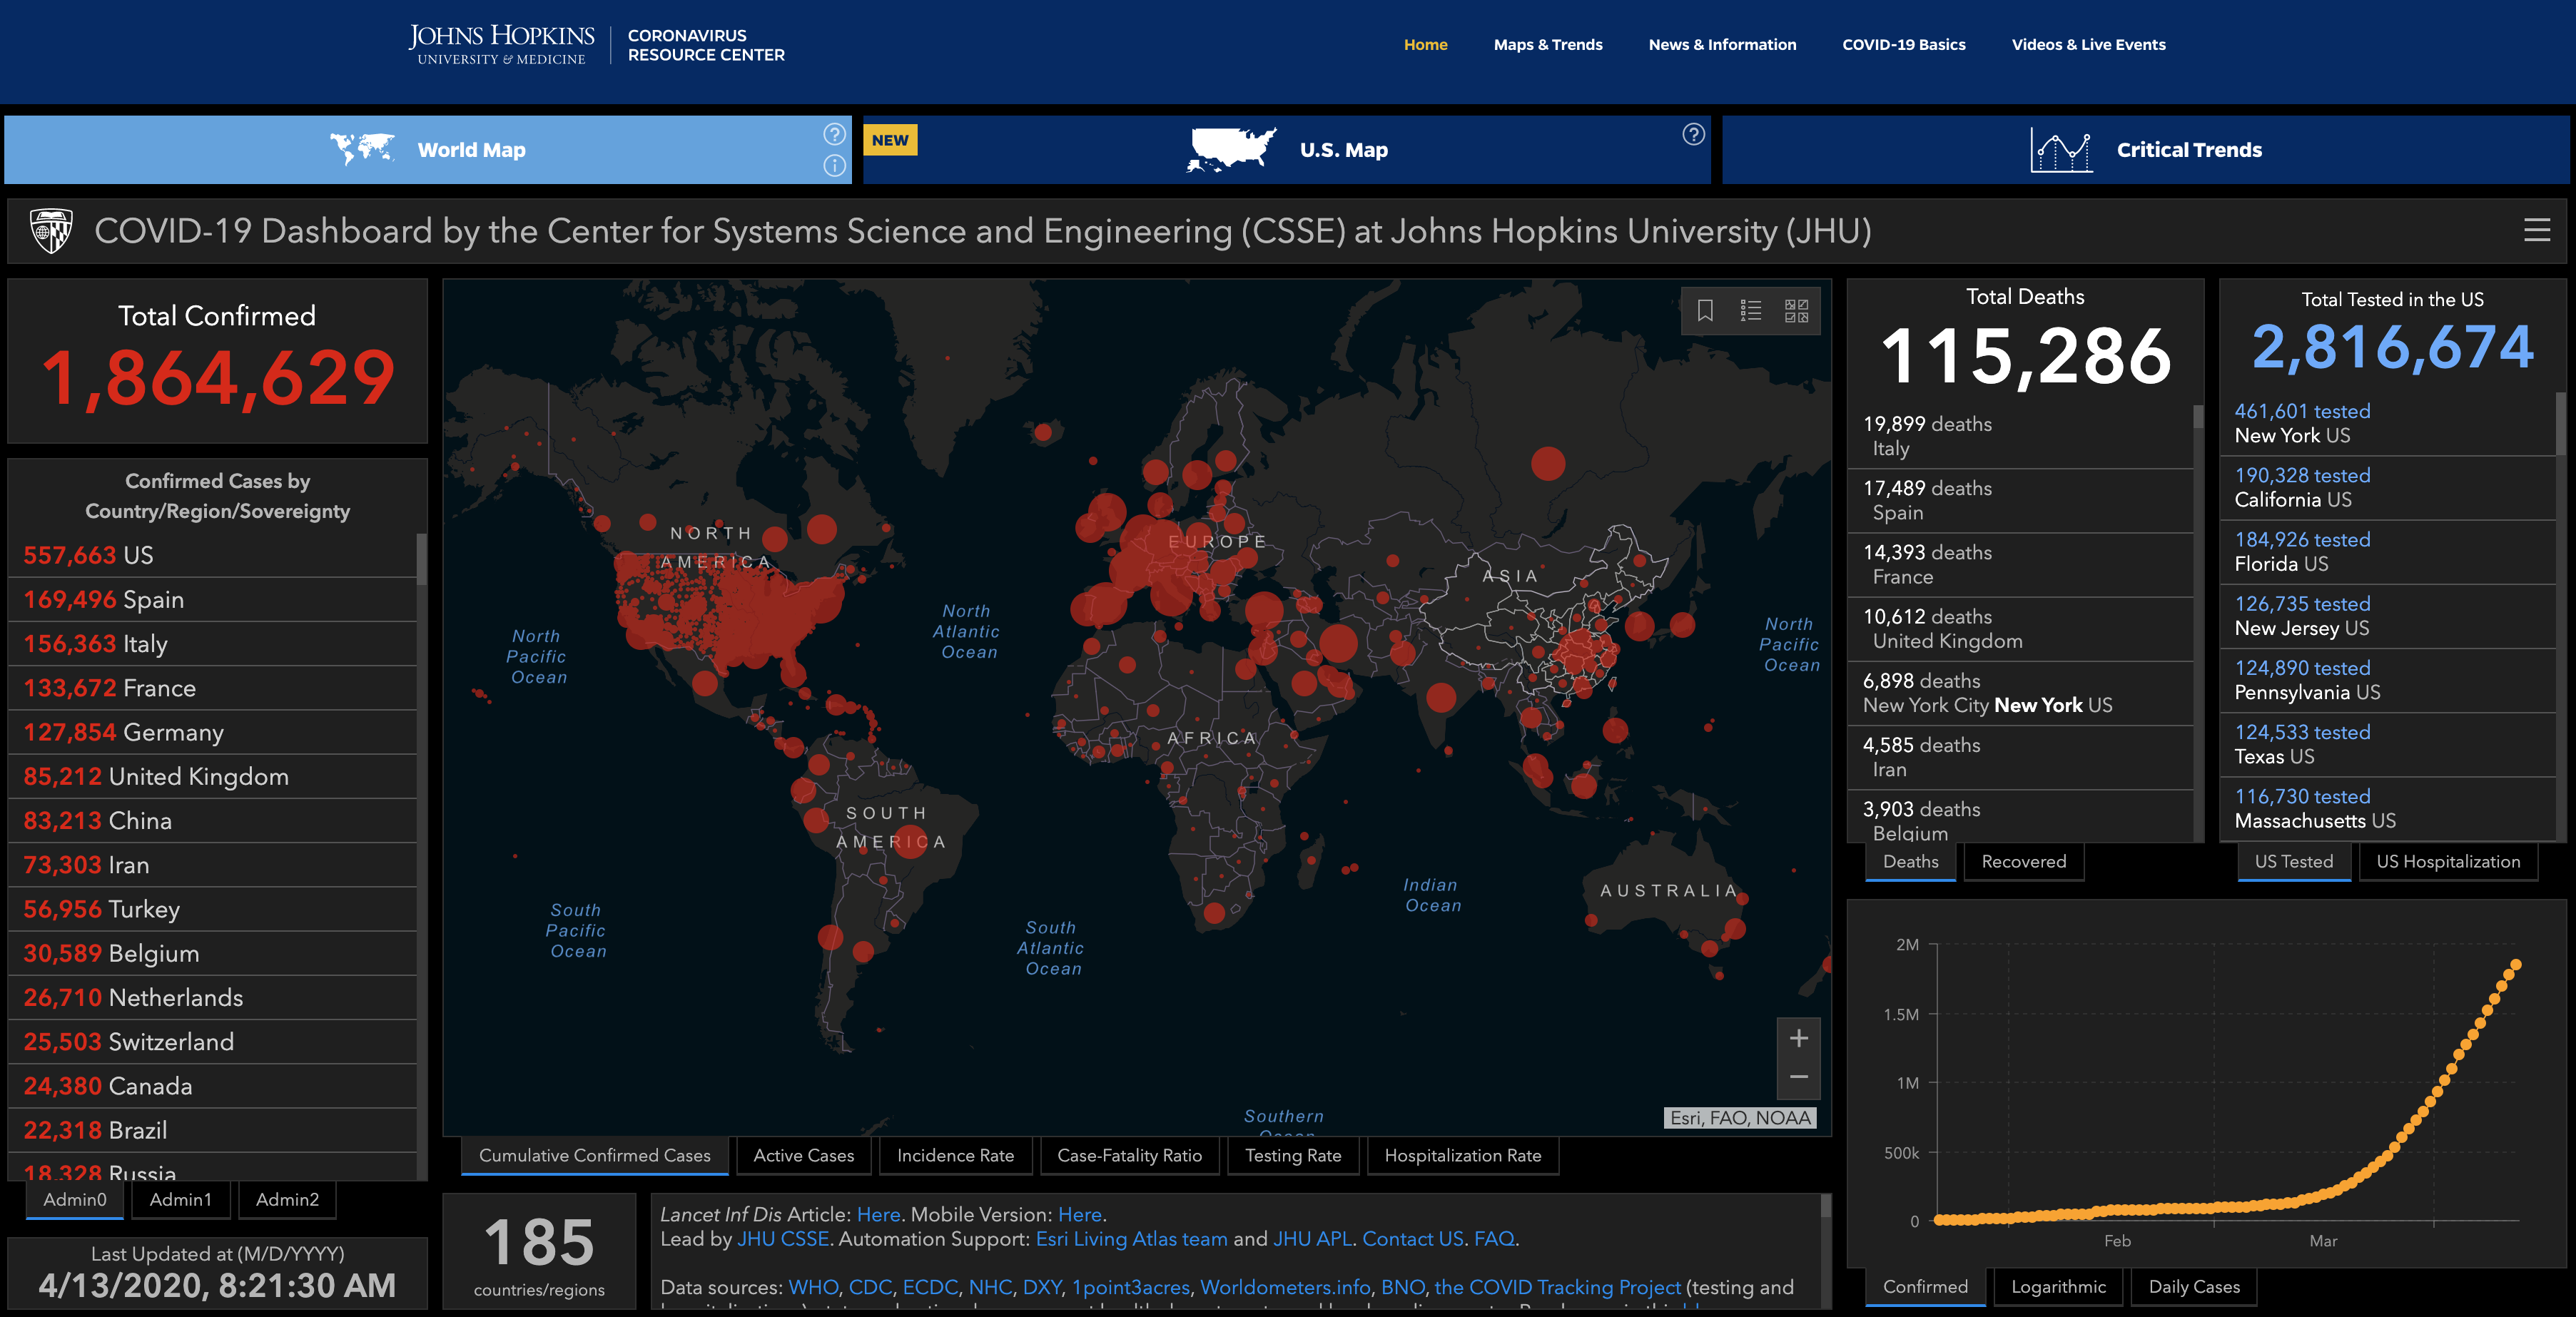 JOHNS HOPKINS
UNIVERSITY & MEDICINE
CORONAVIRUS
RESOURCE CENTER
Home
Maps & Trends
News & Information
COVID-19 Basics
Videos & Live Events
World Map
NEW
U.S. Map
Critical Trends
COVID-19 Dashboard by the Center for Systems Science and Engineering (CSSE) at Johns Hopkins University (JHU)
Total Confirmed
1,864,629
Confirmed Cases by
Country/Region/Sovereignty
557,663 US
169,496 Spain
156,363 Italy
133,672 France
127,854 Germany
85,212 United Kingdom
83,213 China
73,303 Iran
56,956 Turkey
30,589 Belgium
26,710 Netherlands
25,503 Switzerland
24,380 Canada
22,318 Brazil
18,328 Russia
Admin0
Admin1
Admin2
Last Updated at (M/D/YYYY)
4/13/2020, 8:21:30 AM
NORTH
AMERICA
EUROPE
ASIA
North
Atlantic
Ocean
North
Pacific
Ocean
North
Pacific
Ocean
AFRICA
SOUTH
AMERICA
Indian
Ocean
AUSTRALIA
South
Pacific
Ocean
South
Atlantic
Ocean
Southern
Ocean
+
−
Esri, FAO, NOAA
Cumulative Confirmed Cases
Active Cases
Incidence Rate
Case-Fatality Ratio
Testing Rate
Hospitalization Rate
185
countries/regions
Lancet Inf Dis Article: Here. Mobile Version: Here.
Lead by JHU CSSE. Automation Support: Esri Living Atlas team and JHU APL. Contact US. FAQ.
Data sources: WHO, CDC, ECDC, NHC, DXY, 1point3acres, Worldometers.info, BNO, the COVID Tracking Project (testing and
Total Deaths
115,286
19,899 deaths
Italy
17,489 deaths
Spain
14,393 deaths
France
10,612 deaths
United Kingdom
6,898 deaths
New York City New York US
4,585 deaths
Iran
3,903 deaths
Belgium
Deaths
Recovered
Total Tested in the US
2,816,674
461,601 tested
New York US
190,328 tested
California US
184,926 tested
Florida US
126,735 tested
New Jersey US
124,890 tested
Pennsylvania US
124,533 tested
Texas US
116,730 tested
Massachusetts US
US Tested
US Hospitalization
2M
1.5M
1M
500k
0
Feb
Mar
Confirmed
Logarithmic
Daily Cases